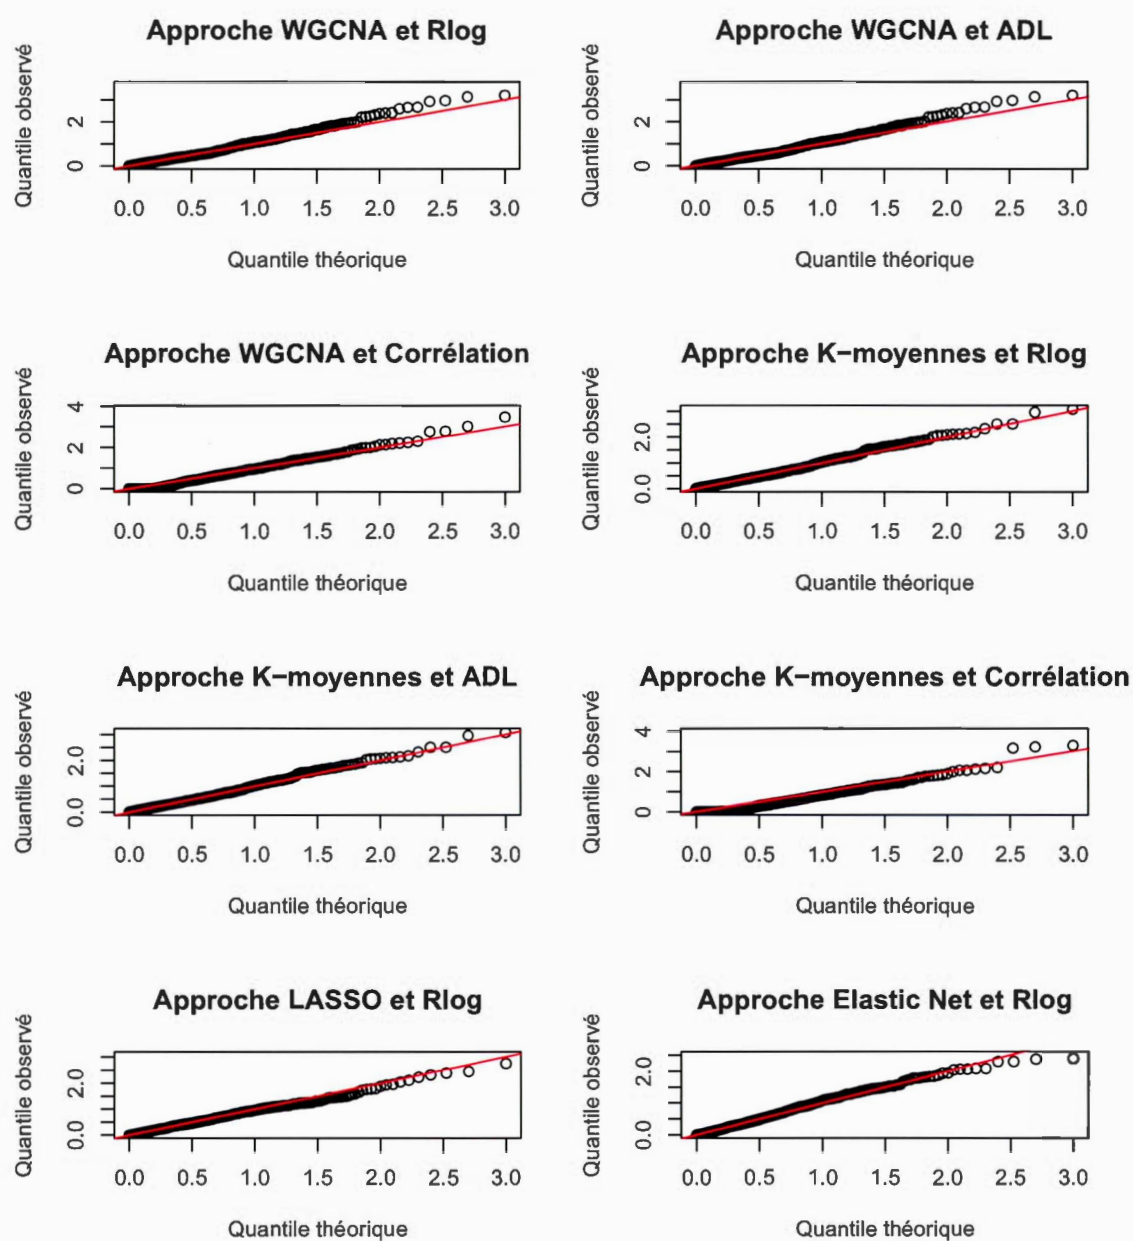 Approche WGCNA et Rlog
Quantile observé
0 2
0.0 0.5 1.0 1.5 2.0 2.5 3.0
Quantile théorique
Approche WGCNA et ADL
Quantile observé
0 2
0.0 0.5 1.0 1.5 2.0 2.5 3.0
Quantile théorique
Approche WGCNA et Corrélation
Quantile observé
0 2 4
0.0 0.5 1.0 1.5 2.0 2.5 3.0
Quantile théorique
Approche K−moyennes et Rlog
Quantile observé
0.0 2.0
0.0 0.5 1.0 1.5 2.0 2.5 3.0
Quantile théorique
Approche K−moyennes et ADL
Quantile observé
0.0 2.0
0.0 0.5 1.0 1.5 2.0 2.5 3.0
Quantile théorique
Approche K−moyennes et Corrélation
Quantile observé
0 2 4
0.0 0.5 1.0 1.5 2.0 2.5 3.0
Quantile théorique
Approche LASSO et Rlog
Quantile observé
0.0 2.0
0.0 0.5 1.0 1.5 2.0 2.5 3.0
Quantile théorique
Approche Elastic Net et Rlog
Quantile observé
0.0 2.0
0.0 0.5 1.0 1.5 2.0 2.5 3.0
Quantile théorique